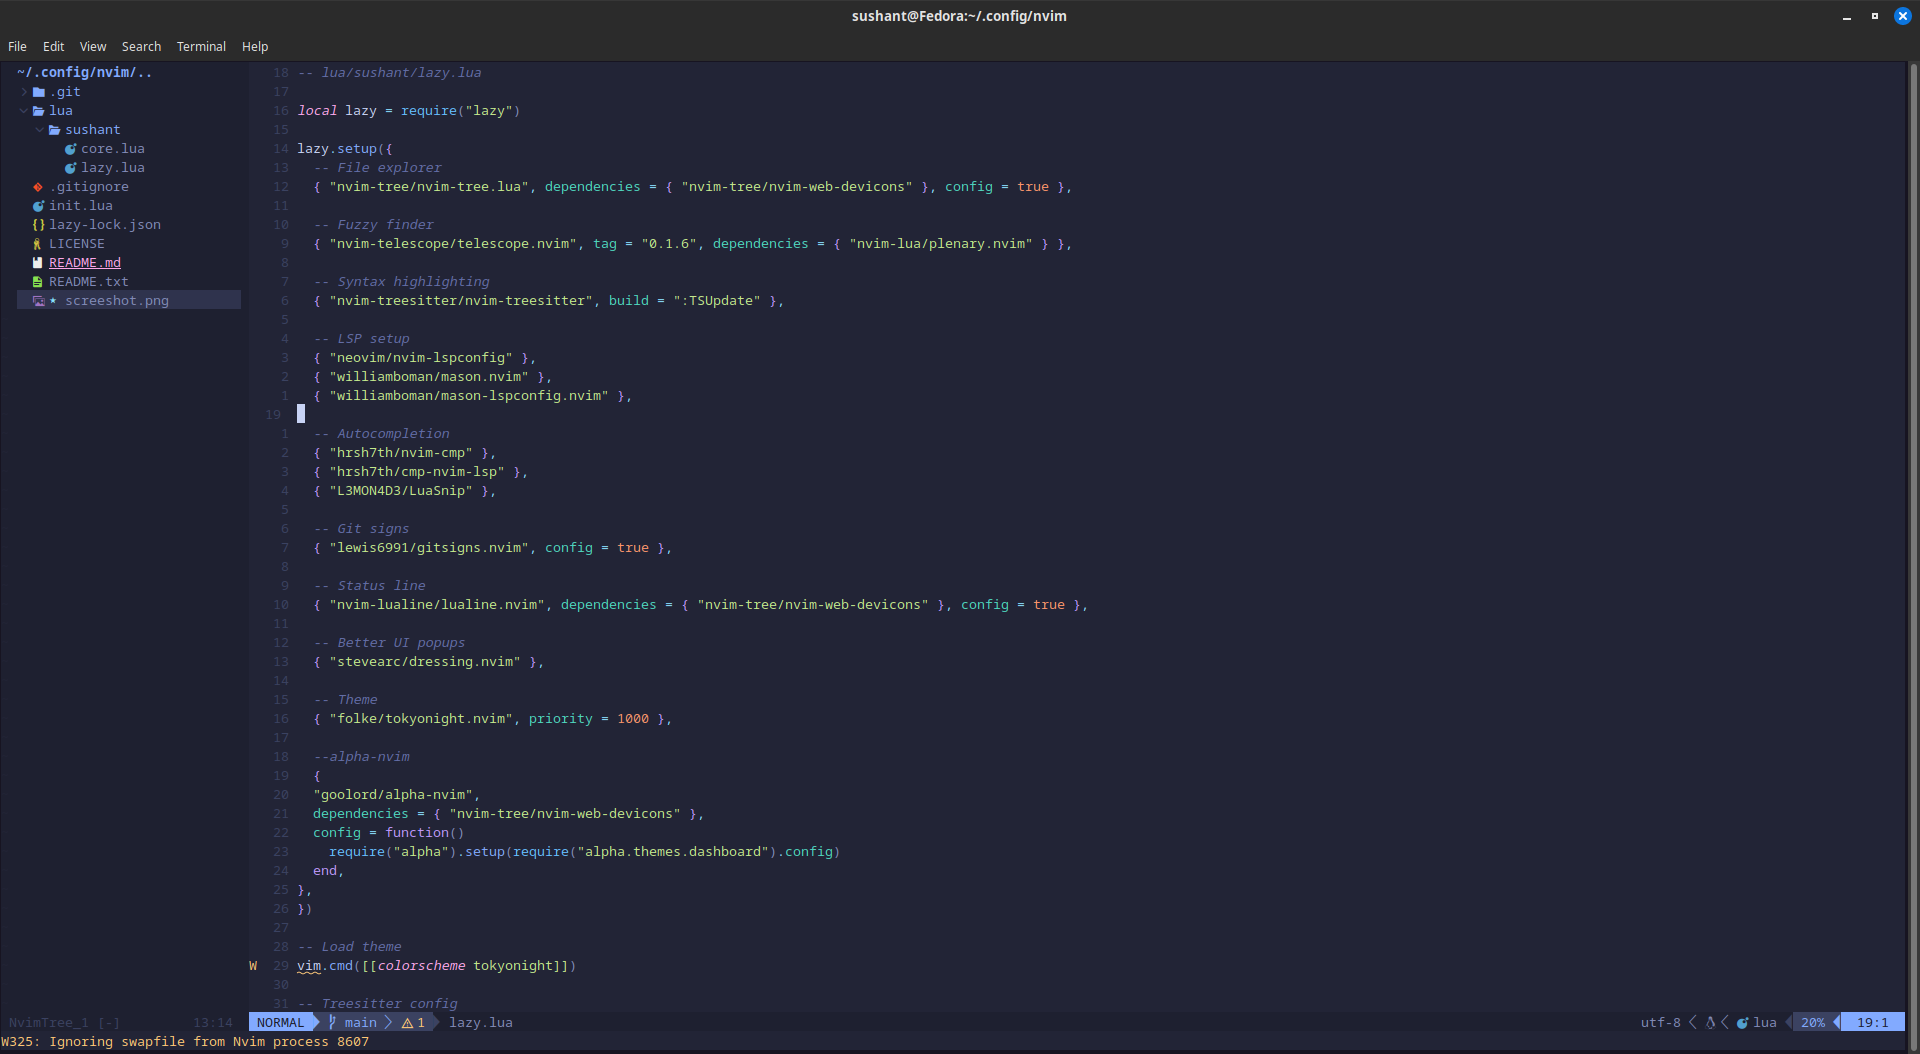 sushant@Fedora:~/.config/nvim
File Edit View Search Terminal Help
~/.config/nvim/..
.git
lua
sushant
core.lua
lazy.lua
.gitignore
init.lua
{} lazy-lock.json
LICENSE
README.md
README.txt
★ screeshot.png
18 -- lua/sushant/lazy.lua
17
16 local lazy = require("lazy")
15
14 lazy.setup({
13   -- File explorer
12   { "nvim-tree/nvim-tree.lua", dependencies = { "nvim-tree/nvim-web-devicons" }, config = true },
11
10   -- Fuzzy finder
9   { "nvim-telescope/telescope.nvim", tag = "0.1.6", dependencies = { "nvim-lua/plenary.nvim" } },
8
7   -- Syntax highlighting
6   { "nvim-treesitter/nvim-treesitter", build = ":TSUpdate" },
5
4   -- LSP setup
3   { "neovim/nvim-lspconfig" },
2   { "williamboman/mason.nvim" },
1   { "williamboman/mason-lspconfig.nvim" },
19
1   -- Autocompletion
2   { "hrsh7th/nvim-cmp" },
3   { "hrsh7th/cmp-nvim-lsp" },
4   { "L3MON4D3/LuaSnip" },
5
6   -- Git signs
7   { "lewis6991/gitsigns.nvim", config = true },
8
9   -- Status line
10   { "nvim-lualine/lualine.nvim", dependencies = { "nvim-tree/nvim-web-devicons" }, config = true },
11
12   -- Better UI popups
13   { "stevearc/dressing.nvim" },
14
15   -- Theme
16   { "folke/tokyonight.nvim", priority = 1000 },
17
18   --alpha-nvim
19   {
20   "goolord/alpha-nvim",
21   dependencies = { "nvim-tree/nvim-web-devicons" },
22   config = function()
23     require("alpha").setup(require("alpha.themes.dashboard").config)
24   end,
25 },
26 })
27
28 -- Load theme
W 29 vim.cmd([[colorscheme tokyonight]])
30
31 -- Treesitter config
NvimTree_1 [-] 13:14 NORMAL main ⚠ 1 lazy.lua utf-8 lua 20% 19:1
W325: Ignoring swapfile from Nvim process 8607